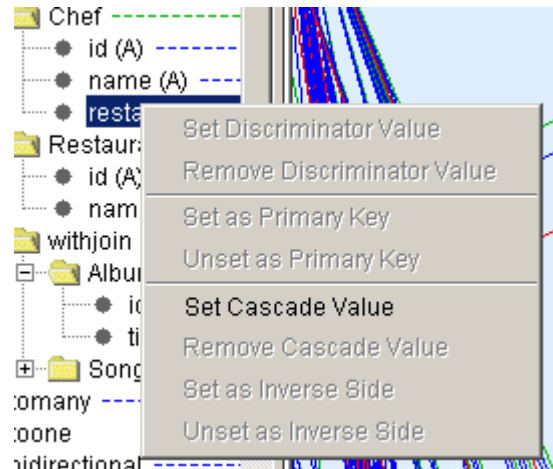 Chef
id (A)
name (A)
resta
Restaura
id (A)
nam
withjoin
Albu
id
ti
Song
tomany
toone
bidirectional
Set Discriminator Value
Remove Discriminator Value
Set as Primary Key
Unset as Primary Key
Set Cascade Value
Remove Cascade Value
Set as Inverse Side
Unset as Inverse Side